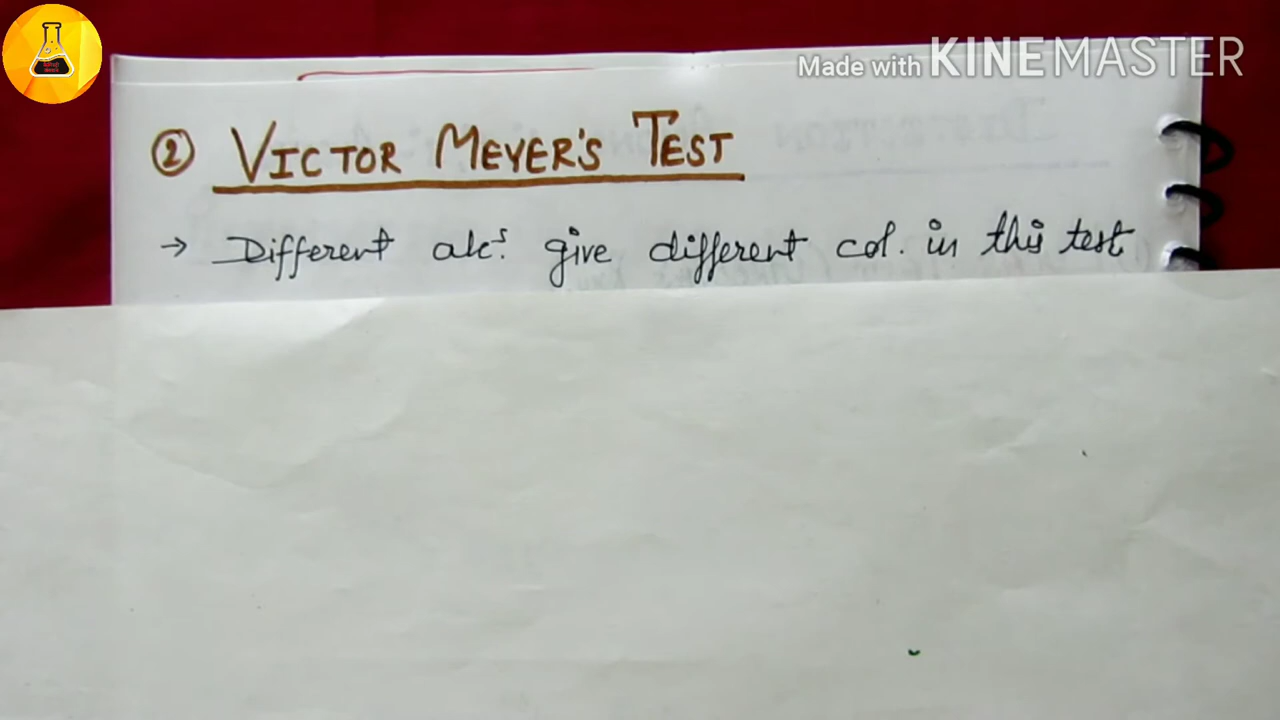 Made with KINEMASTER
② VICTOR MEYER'S TEST
→ Different alc.s give different col. in this test